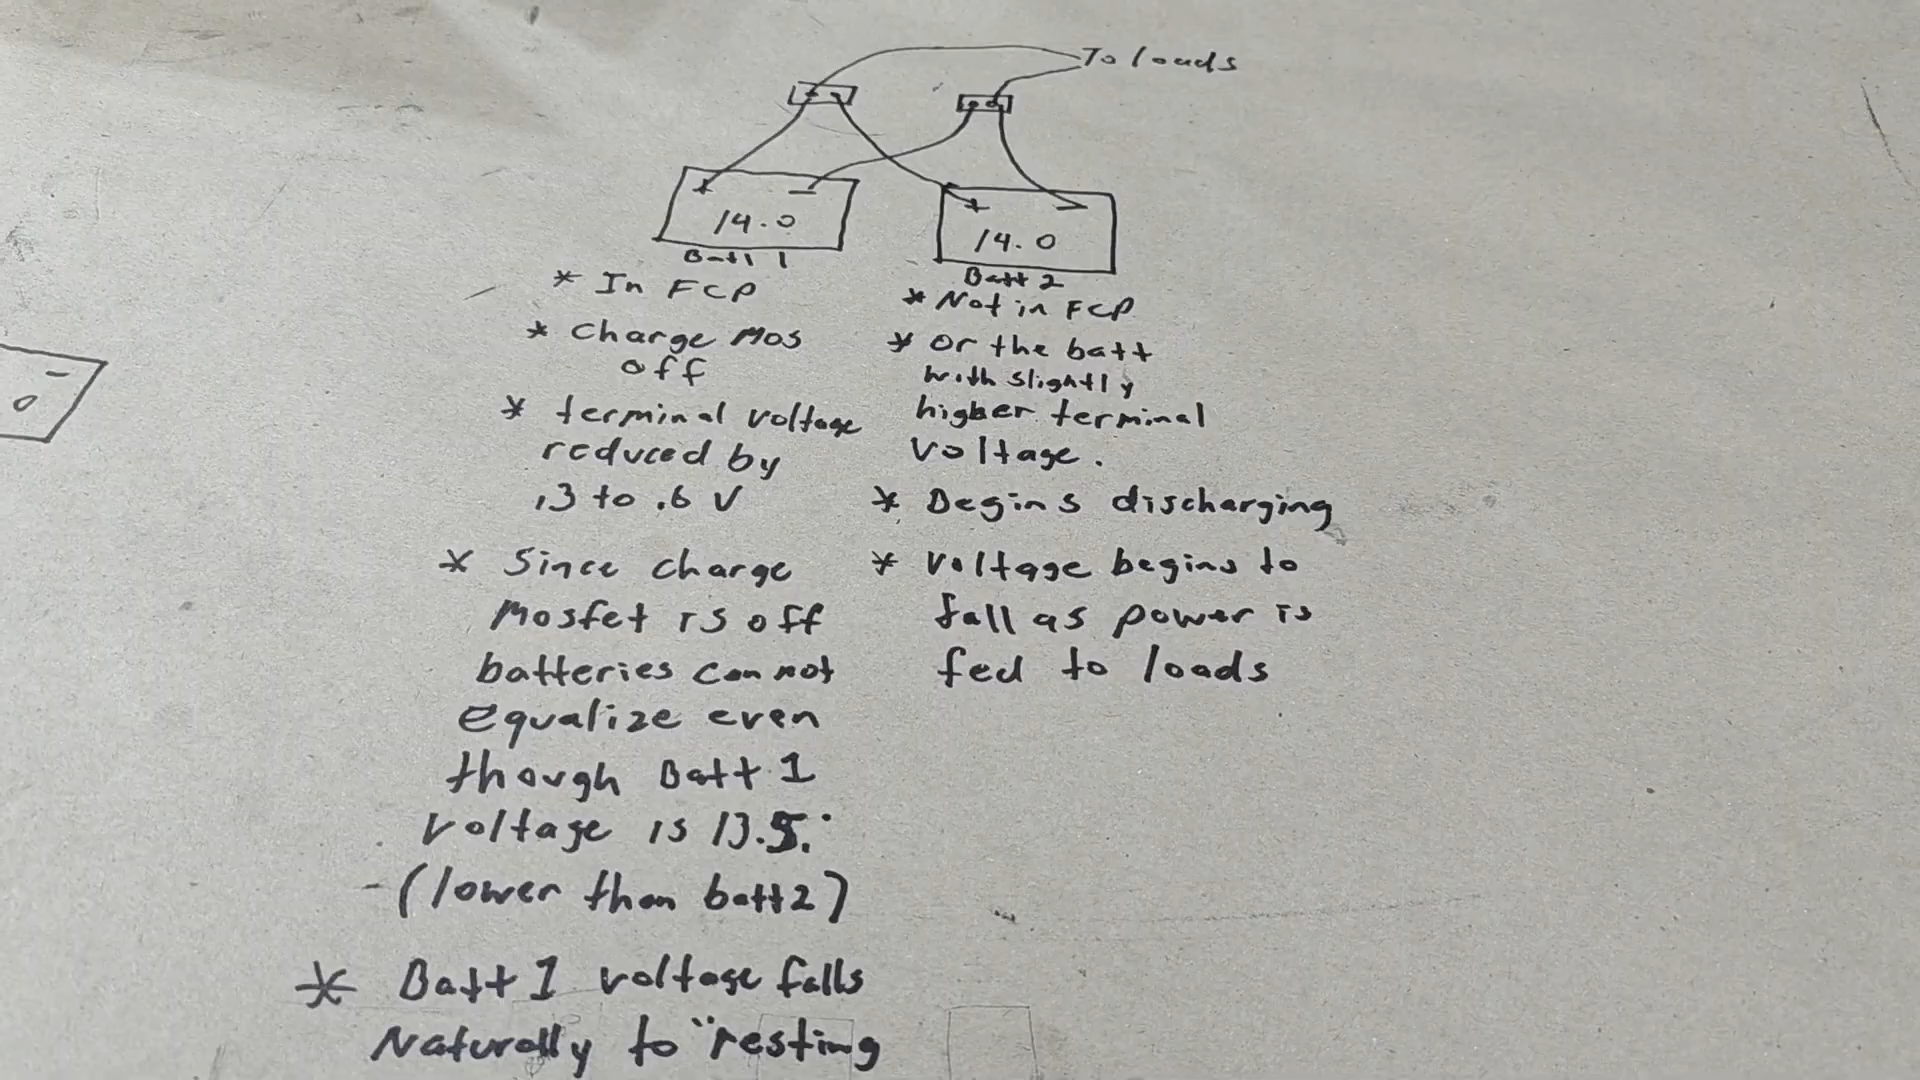 To loads
+ -
14.0
Batt 1
+ -
14.0
Batt 2
* In FCP
* Charge Mos
off
* terminal voltage
reduced by
.3 to .6 V
* Since charge
Mosfet is off
batteries can not
equalize even
though Batt 1
voltage is 13.5.
(lower than batt 2)
* Batt 1 voltage falls
Naturally to "resting
* Not in FCP
* or the batt
with slightly
higher terminal
voltage.
* Begins discharging
* Voltage begins to
fall as power is
fed to loads
-
0